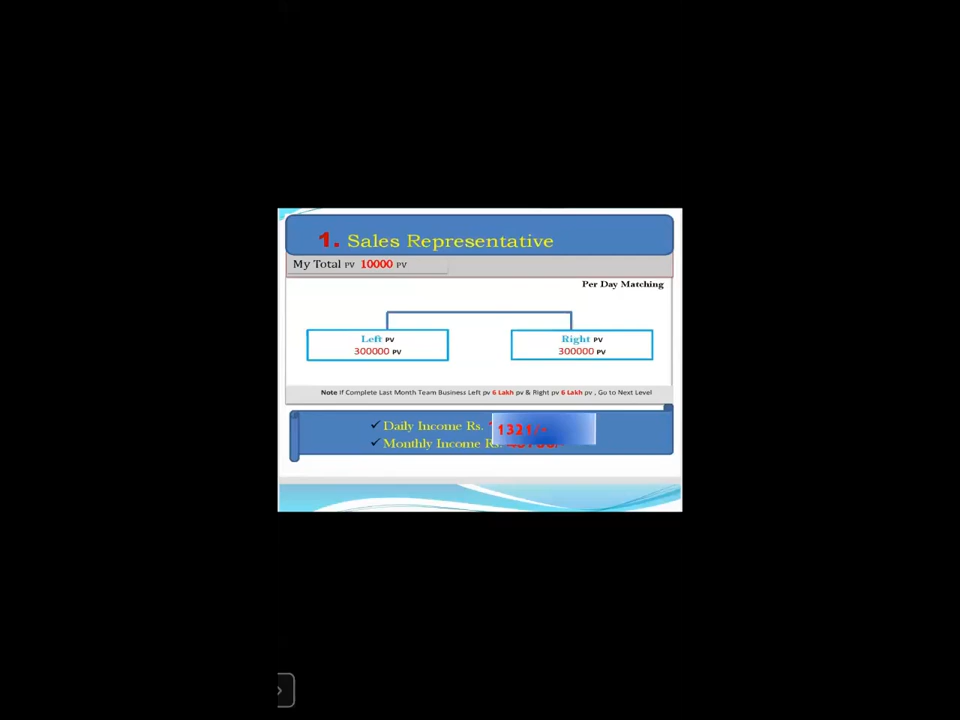 1. Sales Representative
My Total PV 10000 PV
Per Day Matching
Left PV
300000 PV
Right PV
300000 PV
Note If Complete Last Month Team Business Left pv 6 Lakh pv & Right pv 6 Lakh pv , Go to Next Level
✓ Daily Income Rs. 1321/-
✓ Monthly Income Rs.